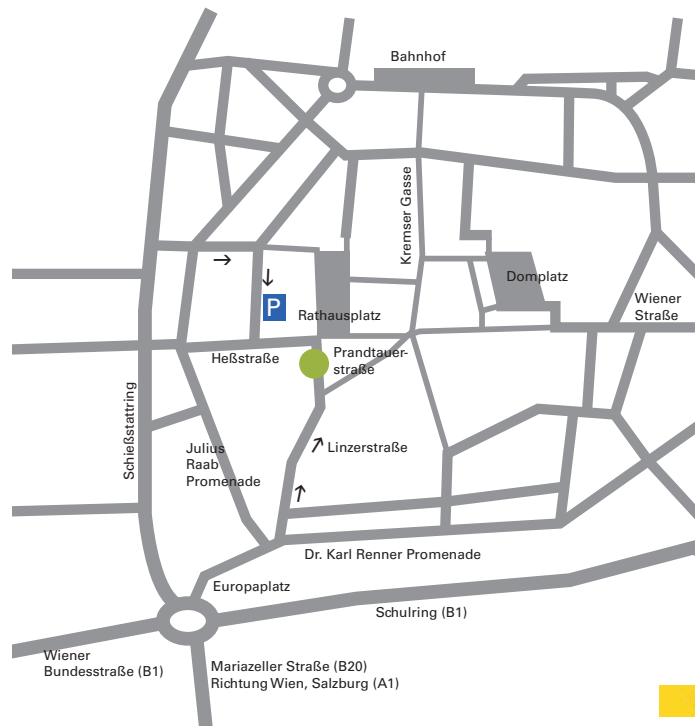 Bahnhof
Kremser Gasse
Domplatz
Wiener
Straße
P
Rathausplatz
Heßstraße
Prandtauer-
straße
Schießstattring
Julius
Raab
Promenade
Linzerstraße
Dr. Karl Renner Promenade
Europaplatz
Schulring (B1)
Wiener
Bundesstraße (B1)
Mariazeller Straße (B20)
Richtung Wien, Salzburg (A1)